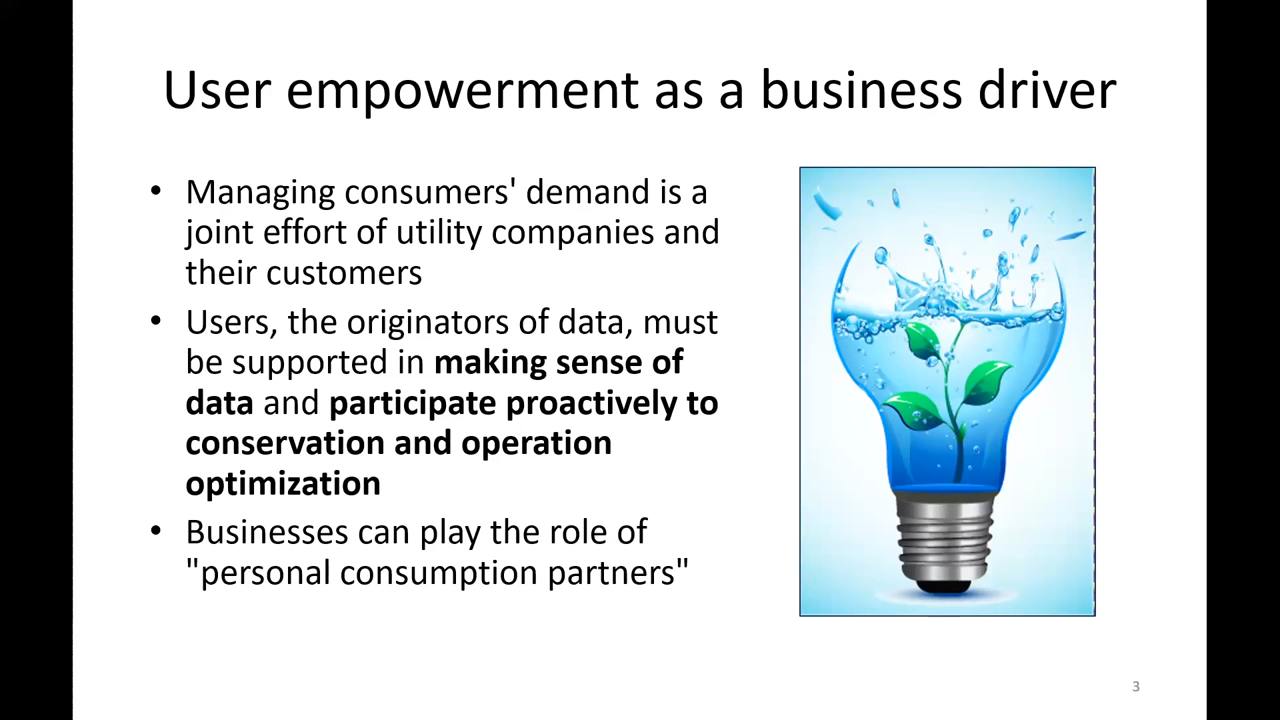 User empowerment as a business driver
• Managing consumers' demand is a
joint effort of utility companies and
their customers
• Users, the originators of data, must
be supported in making sense of
data and participate proactively to
conservation and operation
optimization
• Businesses can play the role of
"personal consumption partners"
3